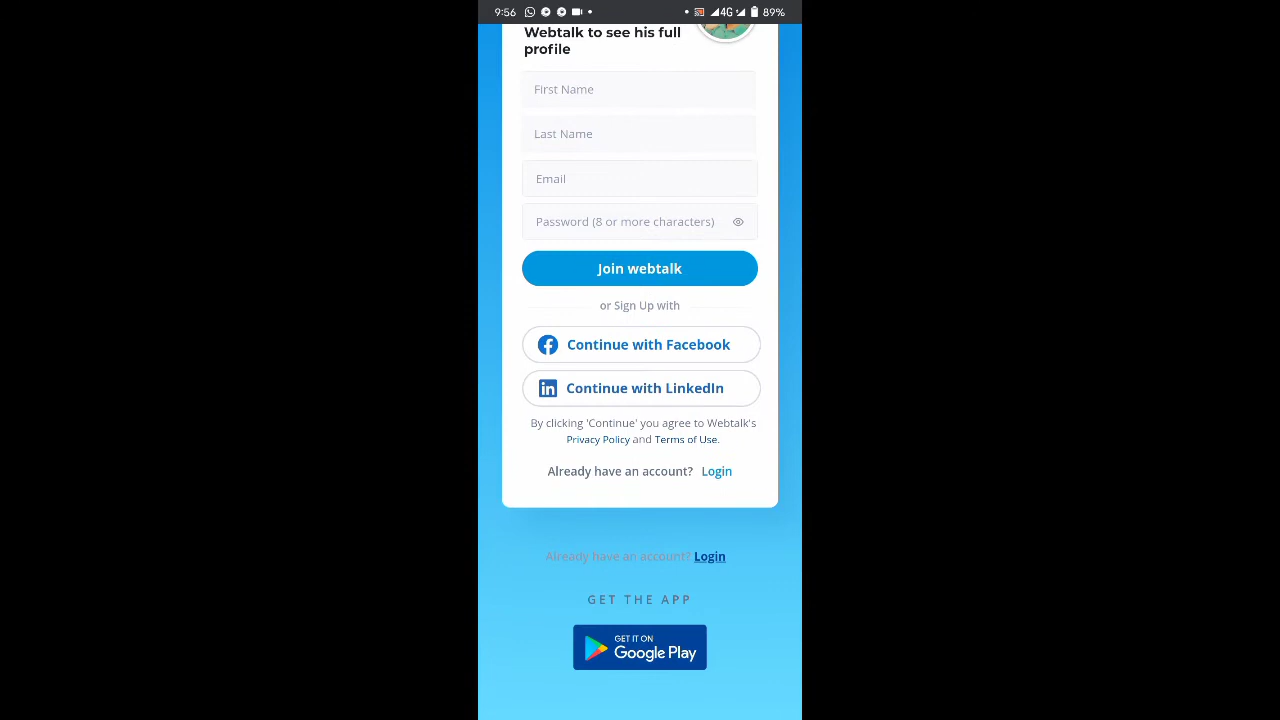 9:56 4G 89%
Webtalk to see his full
profile
First Name
Last Name
Email
Password (8 or more characters)
Join webtalk
or Sign Up with
Continue with Facebook
in Continue with LinkedIn
By clicking 'Continue' you agree to Webtalk's
Privacy Policy and Terms of Use.
Already have an account? Login
Already have an account? Login
GET THE APP
GET IT ON
Google Play